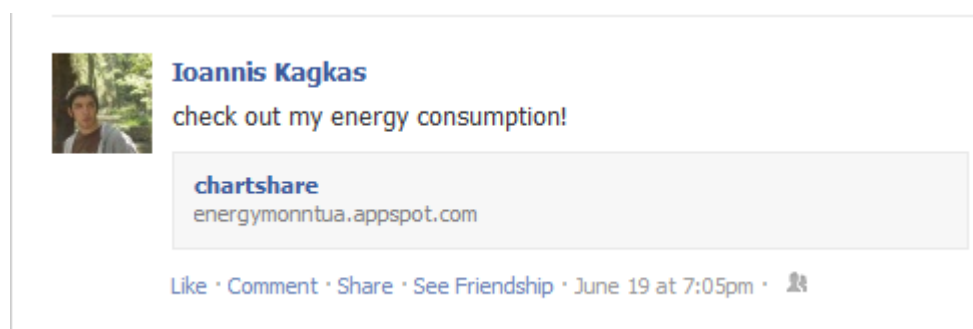 Ioannis Kagkas
check out my energy consumption!
chartshare
energymonntua.appspot.com
Like · Comment · Share · See Friendship · June 19 at 7:05pm ·